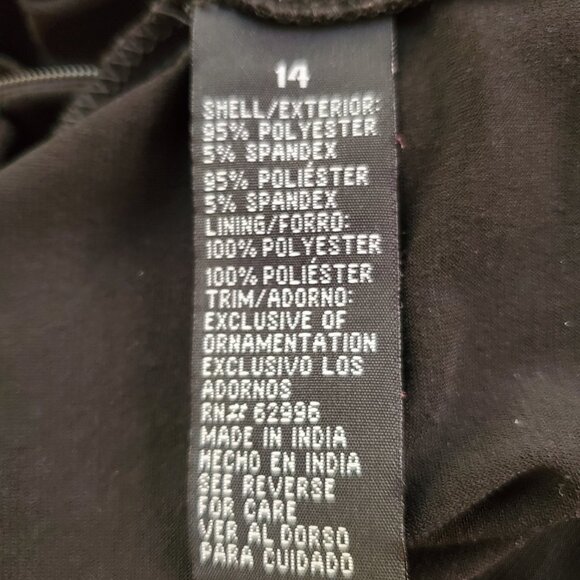 14
SHELL/EXTERIOR:
95% POLYESTER
5% SPANDEX
95% POLIÉSTER
5% SPANDEX
LINING/FORRO:
100% POLYESTER
100% POLIÉSTER
TRIM/ADORNO:
EXCLUSIVE OF
ORNAMENTATION
EXCLUSIVO LOS
ADORNOS
RN# 62996
MADE IN INDIA
HECHO EN INDIA
SEE REVERSE
FOR CARE
VER AL DORSO
PARA CUIDADO